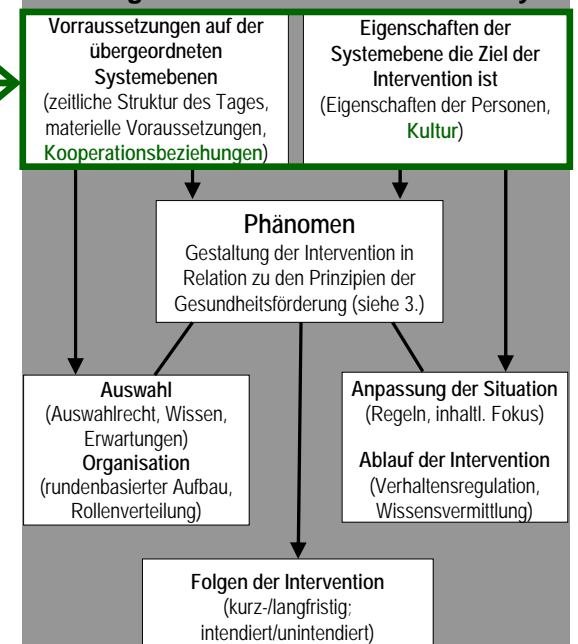 Vorraussetzungen auf der
übergeordneten
Systemebenen
(zeitliche Struktur des Tages,
materielle Voraussetzungen,
Kooperationsbeziehungen)
Eigenschaften der
Systemebene die Ziel der
Intervention ist
(Eigenschaften der Personen,
Kultur)
Phänomen
Gestaltung der Intervention in
Relation zu den Prinzipien der
Gesundheitsförderung (siehe 3.)
Auswahl
(Auswahlrecht, Wissen,
Erwartungen)
Organisation
(rundenbasierter Aufbau,
Rollenverteilung)
Anpassung der Situation
(Regeln, inhaltl. Fokus)
Ablauf der Intervention
(Verhaltensregulation,
Wissensvermittlung)
Folgen der Intervention
(kurz-/langfristig;
intendiert/unintendiert)